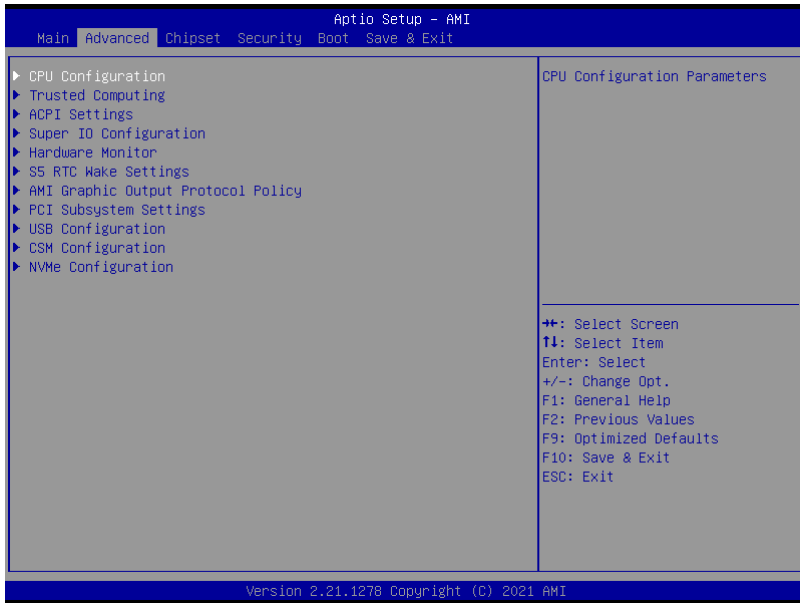 Aptio Setup - AMI
Main Advanced Chipset Security Boot Save & Exit
CPU Configuration
Trusted Computing
ACPI Settings
Super IO Configuration
Hardware Monitor
S5 RTC Wake Settings
AMI Graphic Output Protocol Policy
PCI Subsystem Settings
USB Configuration
CSM Configuration
NVMe Configuration
CPU Configuration Parameters
→←: Select Screen
↑↓: Select Item
Enter: Select
+/-: Change Opt.
F1: General Help
F2: Previous Values
F9: Optimized Defaults
F10: Save & Exit
ESC: Exit
Version 2.21.1278 Copyright (C) 2021 AMI